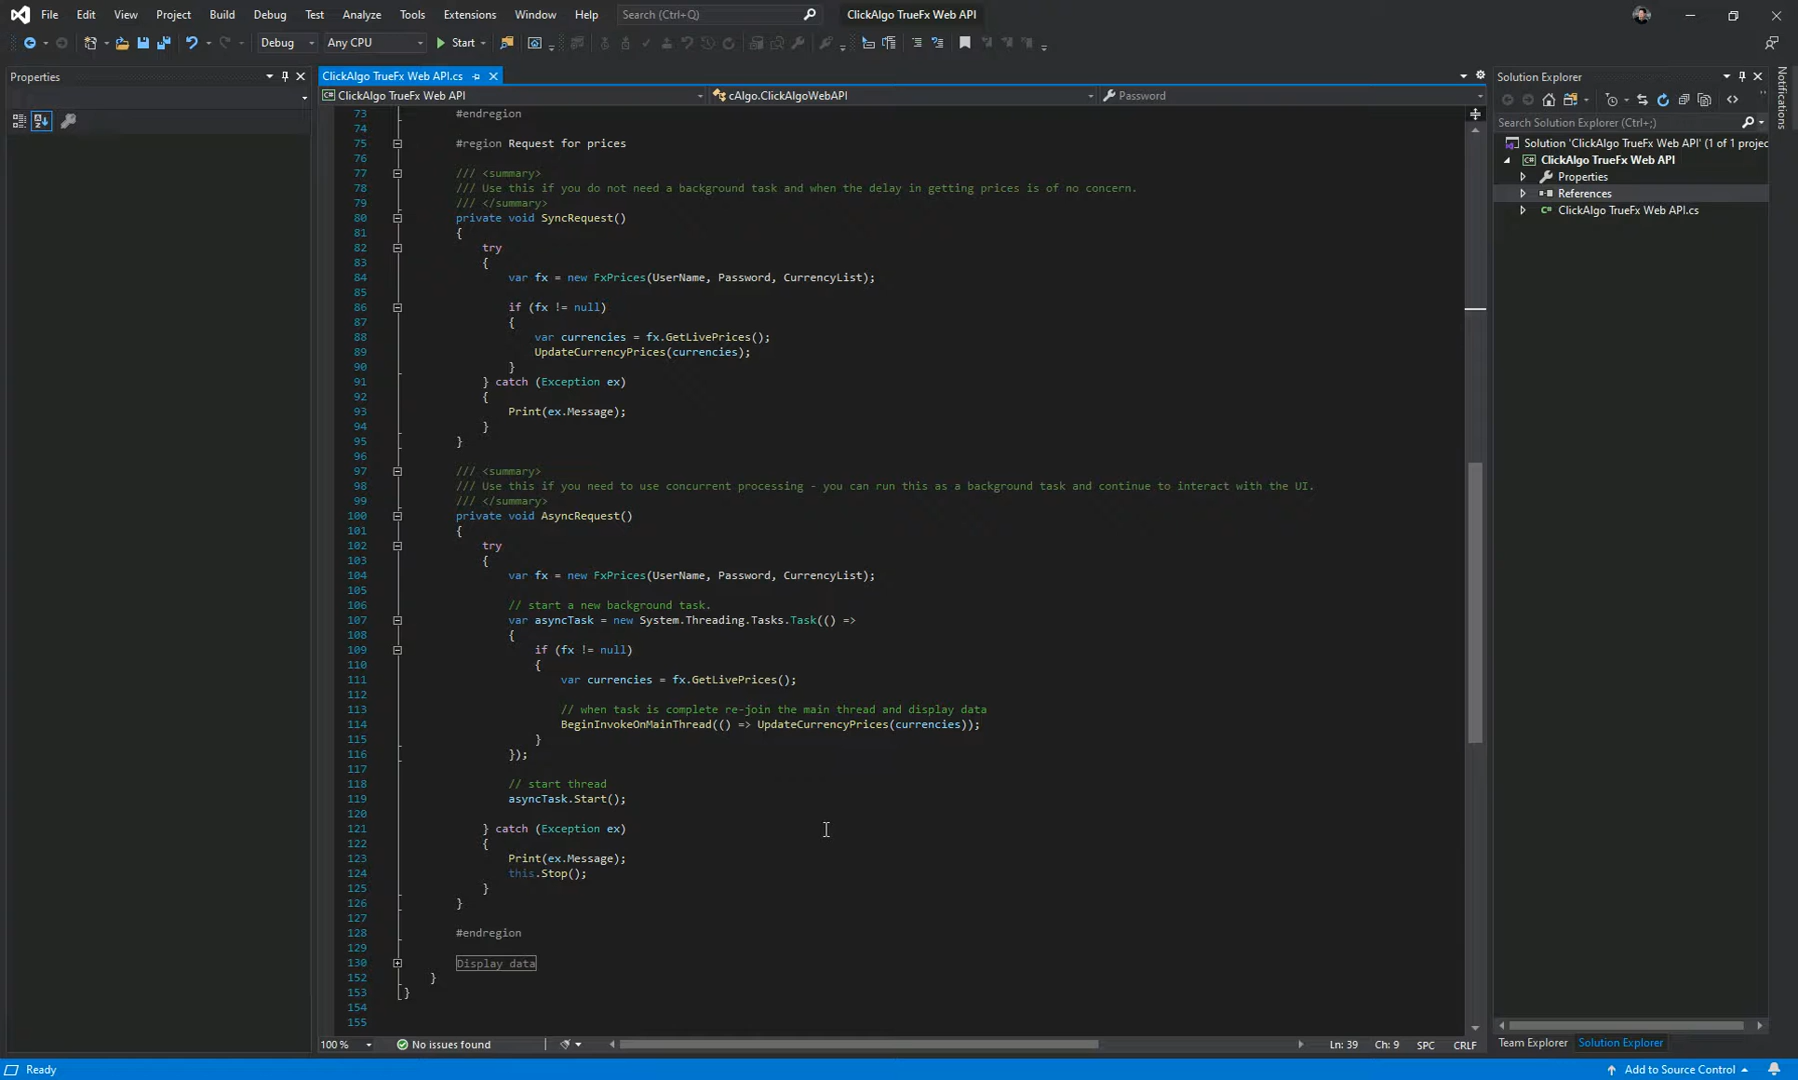 File Edit View Project Build Debug Test Analyze Tools Extensions Window Help Search (Ctrl+Q) ClickAlgo TrueFx Web API
Debug Any CPU Start
Properties
ClickAlgo TrueFx Web API.cs
Solution Explorer
Notifications
ClickAlgo TrueFx Web API cAlgo.ClickAlgoWebAPI Password
Search Solution Explorer (Ctrl+;)
Solution 'ClickAlgo TrueFx Web API' (1 of 1 projec
ClickAlgo TrueFx Web API
Properties
References
ClickAlgo TrueFx Web API.cs
73 #endregion
74
75 #region Request for prices
76
77 /// <summary>
78 /// Use this if you do not need a background task and when the delay in getting prices is of no concern.
79 /// </summary>
80 private void SyncRequest()
81 {
82 try
83 {
84 var fx = new FxPrices(UserName, Password, CurrencyList);
85
86 if (fx != null)
87 {
88 var currencies = fx.GetLivePrices();
89 UpdateCurrencyPrices(currencies);
90 }
91 } catch (Exception ex)
92 {
93 Print(ex.Message);
94 }
95 }
96
97 /// <summary>
98 /// Use this if you need to use concurrent processing - you can run this as a background task and continue to interact with the UI.
99 /// </summary>
100 private void AsyncRequest()
101 {
102 try
103 {
104 var fx = new FxPrices(UserName, Password, CurrencyList);
105
106 // start a new background task.
107 var asyncTask = new System.Threading.Tasks.Task(() =>
108 {
109 if (fx != null)
110 {
111 var currencies = fx.GetLivePrices();
112
113 // when task is complete re-join the main thread and display data
114 BeginInvokeOnMainThread(() => UpdateCurrencyPrices(currencies));
115 }
116 });
117
118 // start thread
119 asyncTask.Start();
120
121 } catch (Exception ex)
122 {
123 Print(ex.Message);
124 this.Stop();
125 }
126 }
127
128 #endregion
129
130 Display data
152 }
153 }
154
155
100 % No issues found Ln: 39 Ch: 9 SPC CRLF
Team Explorer Solution Explorer
Ready Add to Source Control